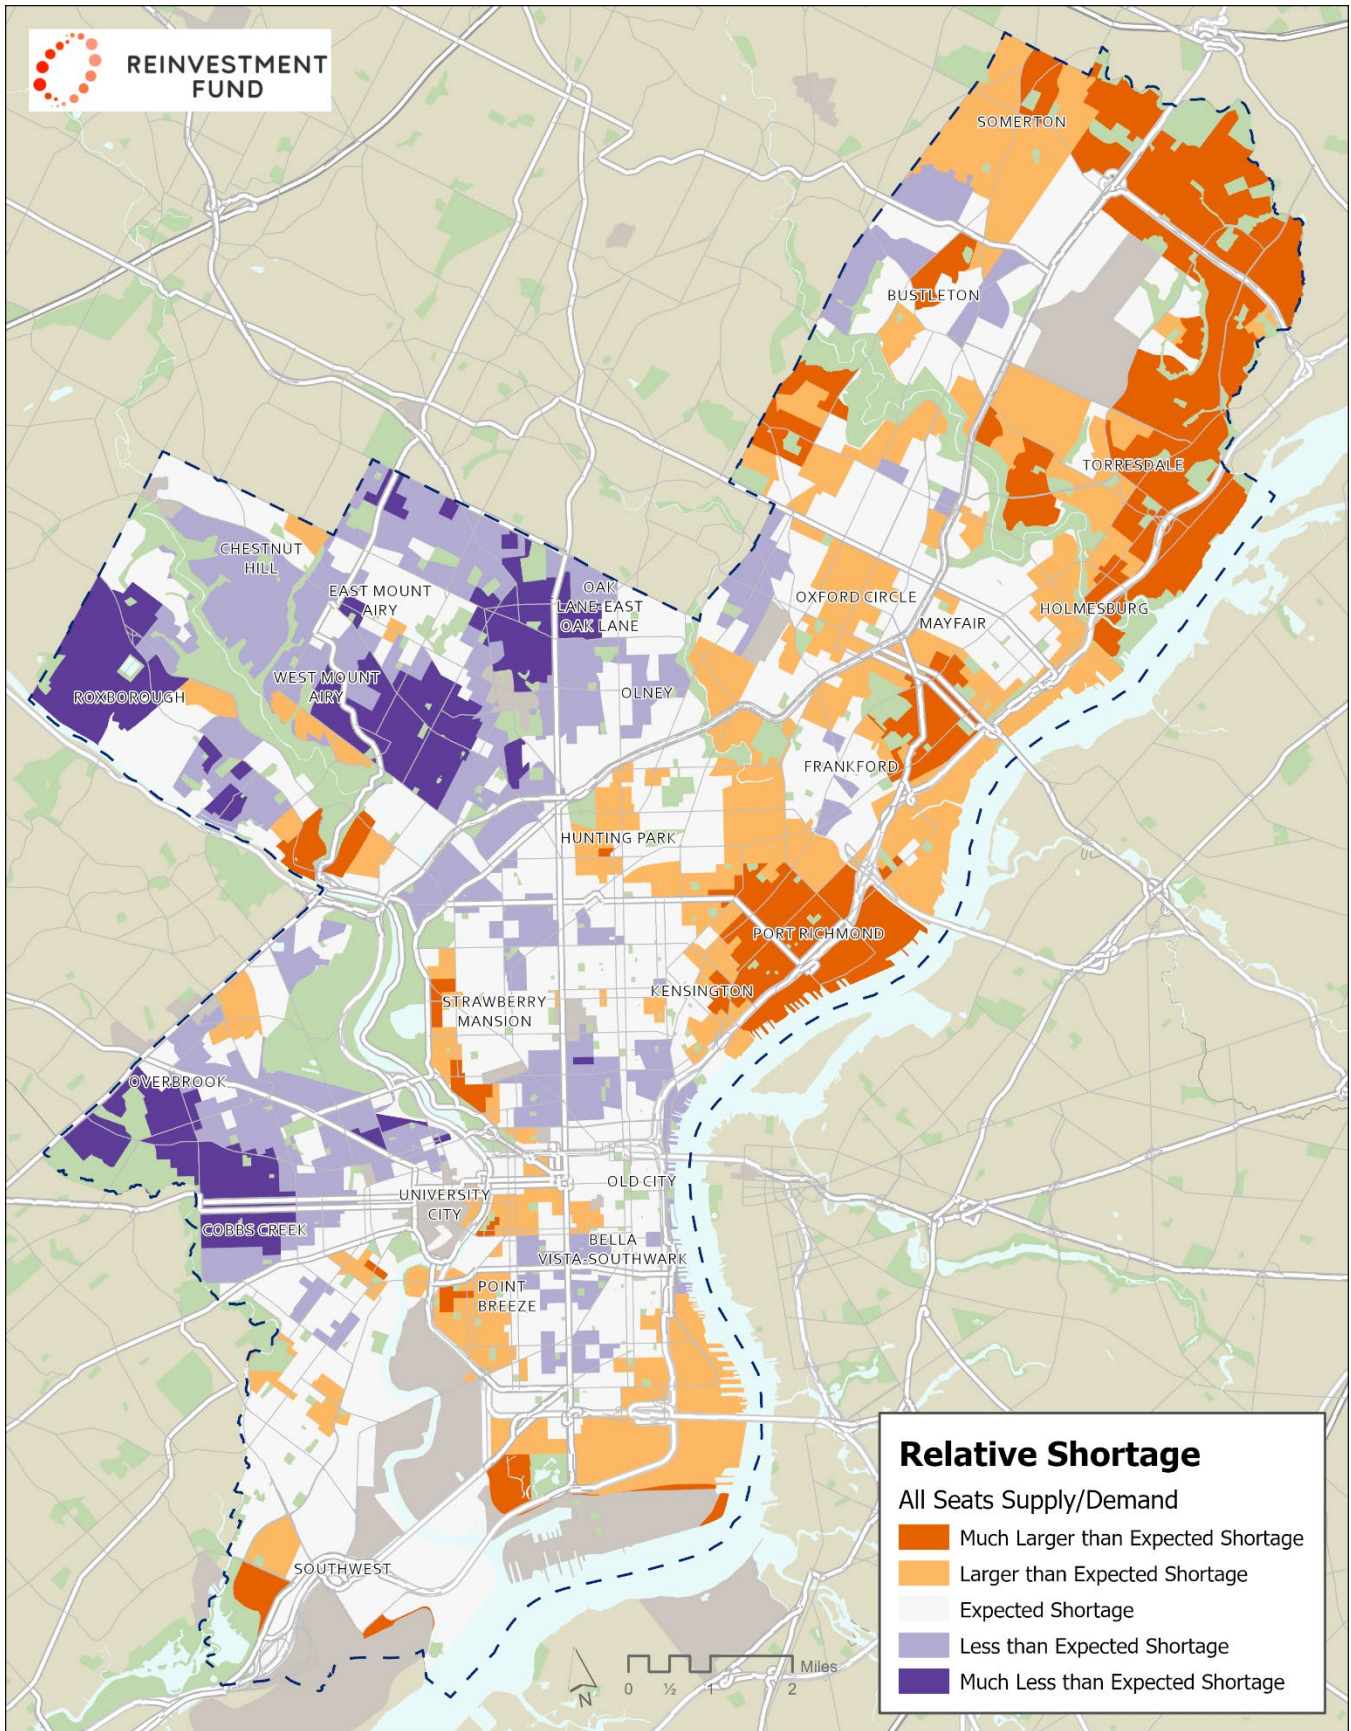 REINVESTMENT
FUND
SOMERTON
BUSTLETON
TORRESDALE
CHESTNUT
HILL
EAST MOUNT
AIRY
OAK
LANE-EAST
OAK LANE
OXFORD CIRCLE
MAYFAIR
HOLMESBURG
ROXBOROUGH
WEST MOUNT
AIRY
OLNEY
FRANKFORD
HUNTING PARK
PORT RICHMOND
KENSINGTON
STRAWBERRY
MANSION
OVERBROOK
UNIVERSITY
CITY
OLD CITY
COBBS CREEK
BELLA
VISTA-SOUTHWARK
POINT
BREEZE
SOUTHWEST
N
Miles
0 ½ 1 2
Relative Shortage
All Seats Supply/Demand
Much Larger than Expected Shortage
Larger than Expected Shortage
Expected Shortage
Less than Expected Shortage
Much Less than Expected Shortage